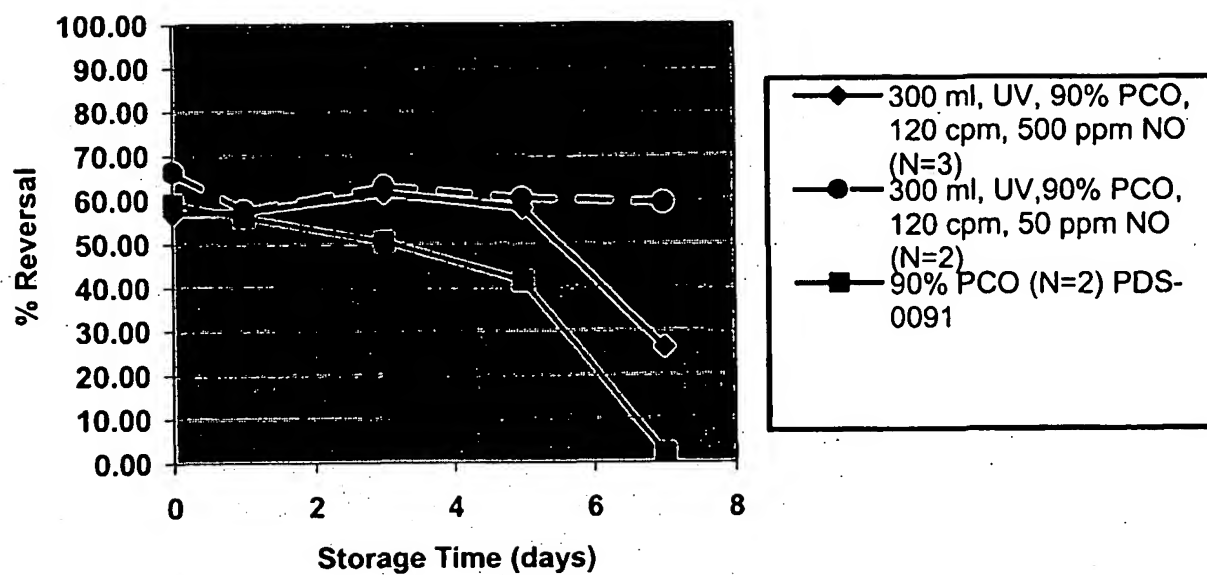 100.00
90.00
80.00
70.00
60.00
50.00
40.00
30.00
20.00
10.00
0.00
% Reversal
0 2 4 6 8
Storage Time (days)
300 ml, UV, 90% PCO,
120 cpm, 500 ppm NO
(N=3)
300 ml, UV,90% PCO,
120 cpm, 50 ppm NO
(N=2)
90% PCO (N=2) PDS-
0091